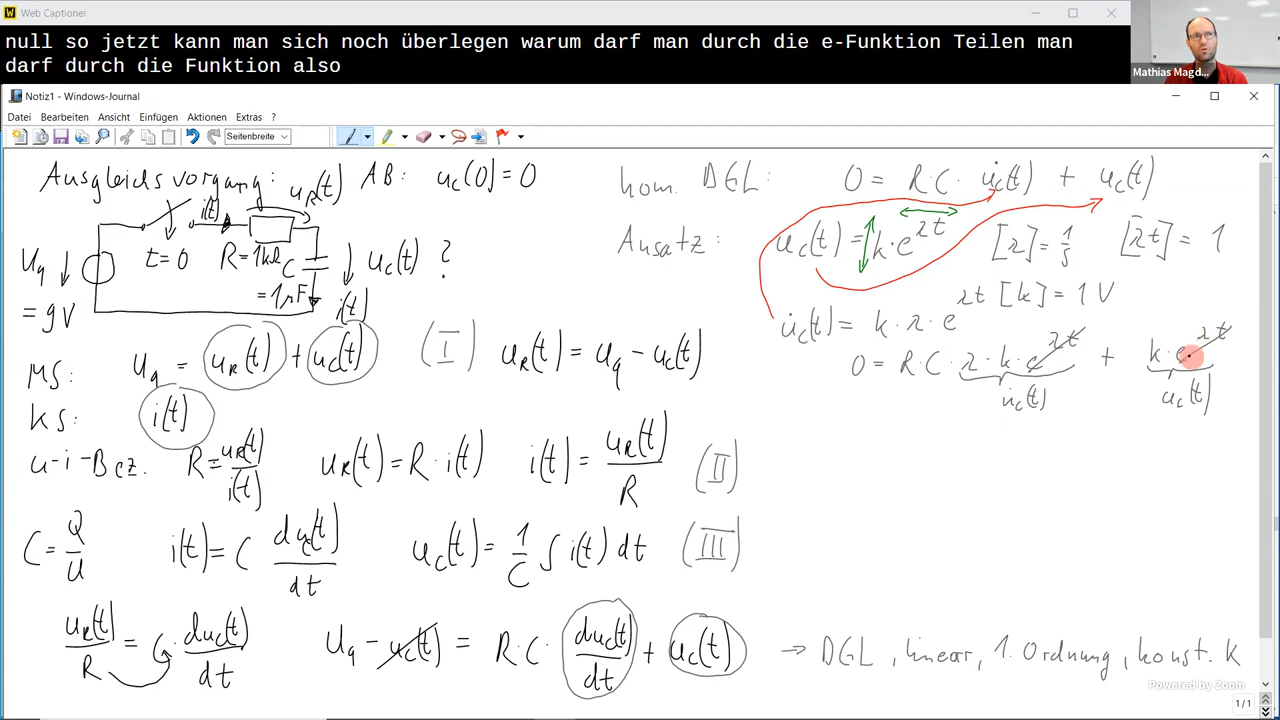 Web Captioner
null so jetzt kann man sich noch überlegen warum darf man durch die e-Funktion Teilen man
darf durch die Funktion also
Mathias Magd...
Notiz1 - Windows-Journal
Datei Bearbeiten Ansicht Einfügen Aktionen Extras ?
Seitenbreite
Ausgleichsvorgang: u_R(t) AB: u_C(0)=0
i(t)
U_q t=0 R=1kΩ C u_C(t) ?
=1µF
= 9V i(t)
MS: U_q = u_R(t) + u_C(t) (I) u_R(t) = U_q - u_C(t)
KS: i(t)
u-i-Bez. R = u_R(t)/i(t) u_R(t) = R · i(t) i(t) = u_R(t)/R (II)
C = Q/U i(t) = C du_C(t)/dt u_C(t) = 1/C ∫ i(t) dt (III)
u_R(t)/R = C · du_C(t)/dt U_q - u_C(t) = R·C· du_C(t)/dt + u_C(t) → DGL, linear, 1. Ordnung, konst. K
hom. DGL: 0 = R·C· u̇_C(t) + u_C(t)
Ansatz: u_C(t) = k·e^λt [λ] = 1/s [λt] = 1
u̇_C(t) = k·λ·e^λt [k] = 1V
0 = R·C·λ·k·e^λt + k·e^λt
u̇_C(t) u_C(t)
Powered by Zoom
1/1